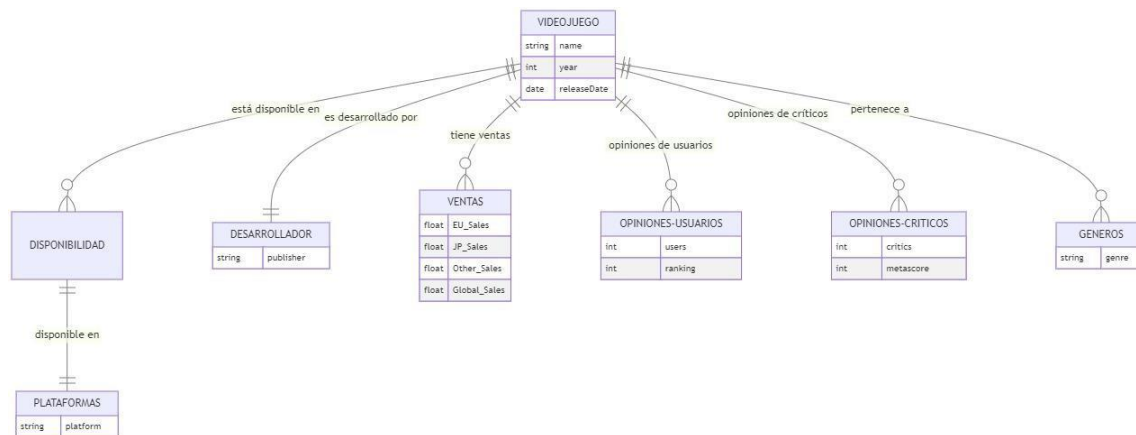 VIDEOJUEGO
string name
int year
date releaseDate
está disponible en
es desarrollado por
tiene ventas
opiniones de usuarios
opiniones de críticos
pertenece a
DISPONIBILIDAD
DESARROLLADOR
string publisher
VENTAS
float EU_Sales
float JP_Sales
float Other_Sales
float Global_Sales
OPINIONES-USUARIOS
int users
int ranking
OPINIONES-CRITICOS
int critics
int metascore
GENEROS
string genre
disponible en
PLATAFORMAS
string platform